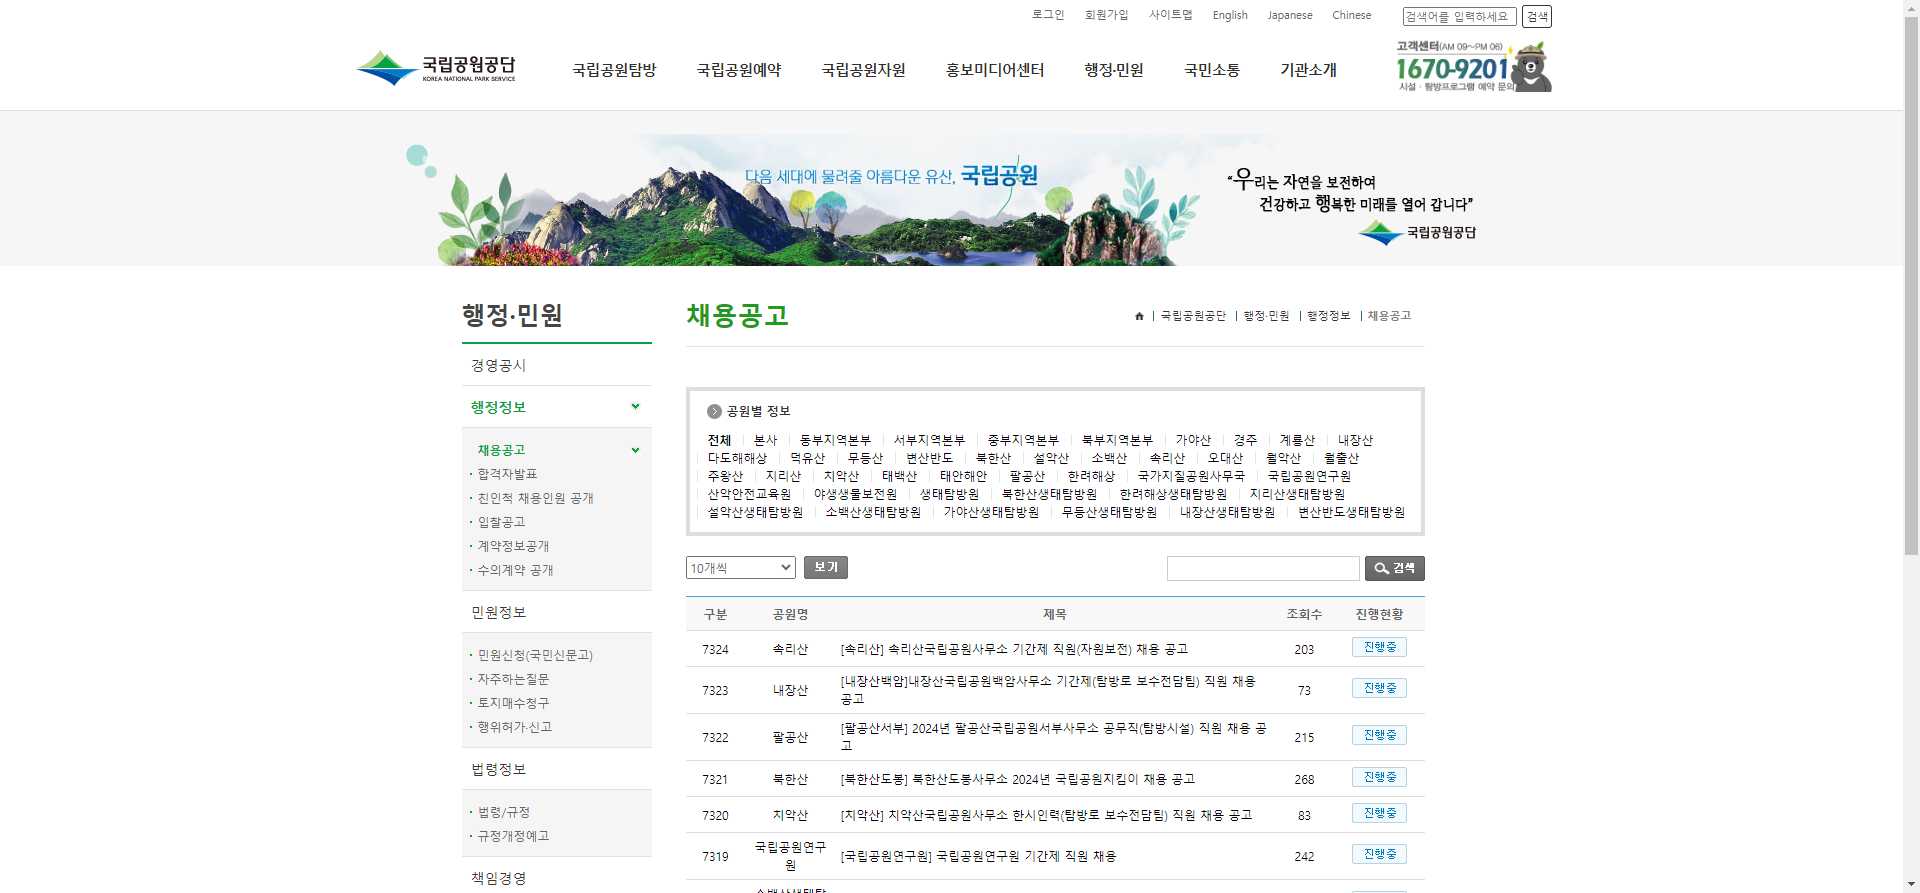 로그인 회원가입 사이트맵 English Japanese Chinese 검색어를 입력하세요 검색
국립공원공단
KOREA NATIONAL PARK SERVICE
국립공원탐방 국립공원예약 국립공원자원 홍보미디어센터 행정·민원 국민소통 기관소개
고객센터(AM 09~PM 06)
1670-9201
시설·탐방프로그램 예약 문의
다음 세대에 물려줄 아름다운 유산, 국립공원
“우리는 자연을 보전하여
건강하고 행복한 미래를 열어 갑니다”
국립공원공단
행정·민원
경영공시
행정정보
채용공고
합격자발표
친인척 채용인원 공개
입찰공고
계약정보공개
수의계약 공개
민원정보
민원신청(국민신문고)
자주하는질문
토지매수청구
행위허가·신고
법령정보
법령/규정
규정개정예고
책임경영
채용공고
국립공원공단 | 행정·민원 | 행정정보 | 채용공고
공원별 정보
전체 본사 동부지역본부 서부지역본부 중부지역본부 북부지역본부 가야산 경주 계룡산 내장산
다도해해상 덕유산 무등산 변산반도 북한산 설악산 소백산 속리산 오대산 월악산 월출산
주왕산 지리산 치악산 태백산 태안해안 팔공산 한려해상 국가지질공원사무국 국립공원연구원
산악안전교육원 야생생물보전원 생태탐방원 북한산생태탐방원 한려해상생태탐방원 지리산생태탐방원
설악산생태탐방원 소백산생태탐방원 가야산생태탐방원 무등산생태탐방원 내장산생태탐방원 변산반도생태탐방원
10개씩 보기 검색
구분 공원명 제목 조회수 진행현황
7324 속리산 [속리산] 속리산국립공원사무소 기간제 직원(자원보전) 채용 공고 203 진행중
7323 내장산 [내장산백암]내장산국립공원백암사무소 기간제(탐방로 보수전담팀) 직원 채용
공고 73 진행중
7322 팔공산 [팔공산서부] 2024년 팔공산국립공원서부사무소 공무직(탐방시설) 직원 채용 공
고 215 진행중
7321 북한산 [북한산도봉] 북한산도봉사무소 2024년 국립공원지킴이 채용 공고 268 진행중
7320 치악산 [치악산] 치악산국립공원사무소 한시인력(탐방로 보수전담팀) 직원 채용 공고 83 진행중
7319 국립공원연구
원 [국립공원연구원] 국립공원연구원 기간제 직원 채용 242 진행중